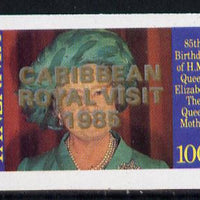 CARIBBEAN
ROYAL VISIT
1985
85th
Birthday
of H.M.
Queen
Elizabeth
The
Queen
Mother
100